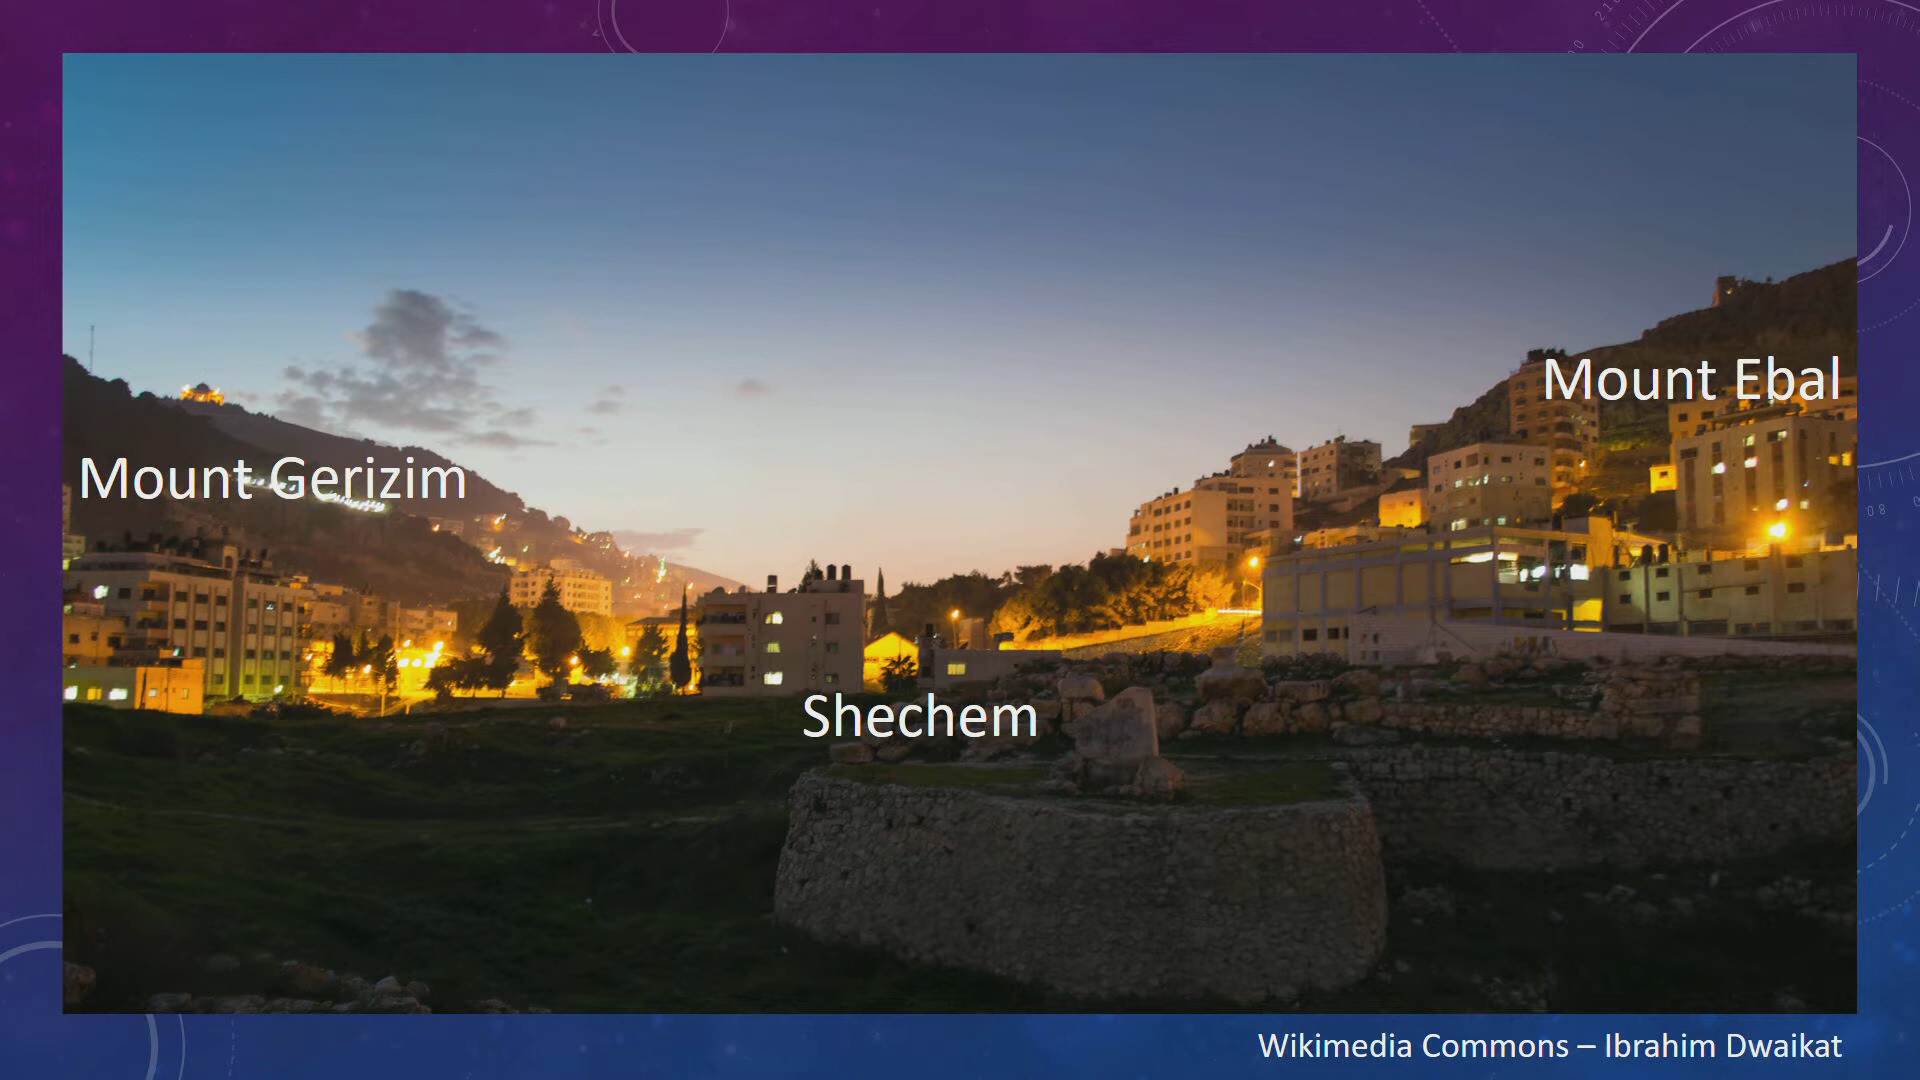 Mount Ebal
Mount Gerizim
Shechem
Wikimedia Commons – Ibrahim Dwaikat